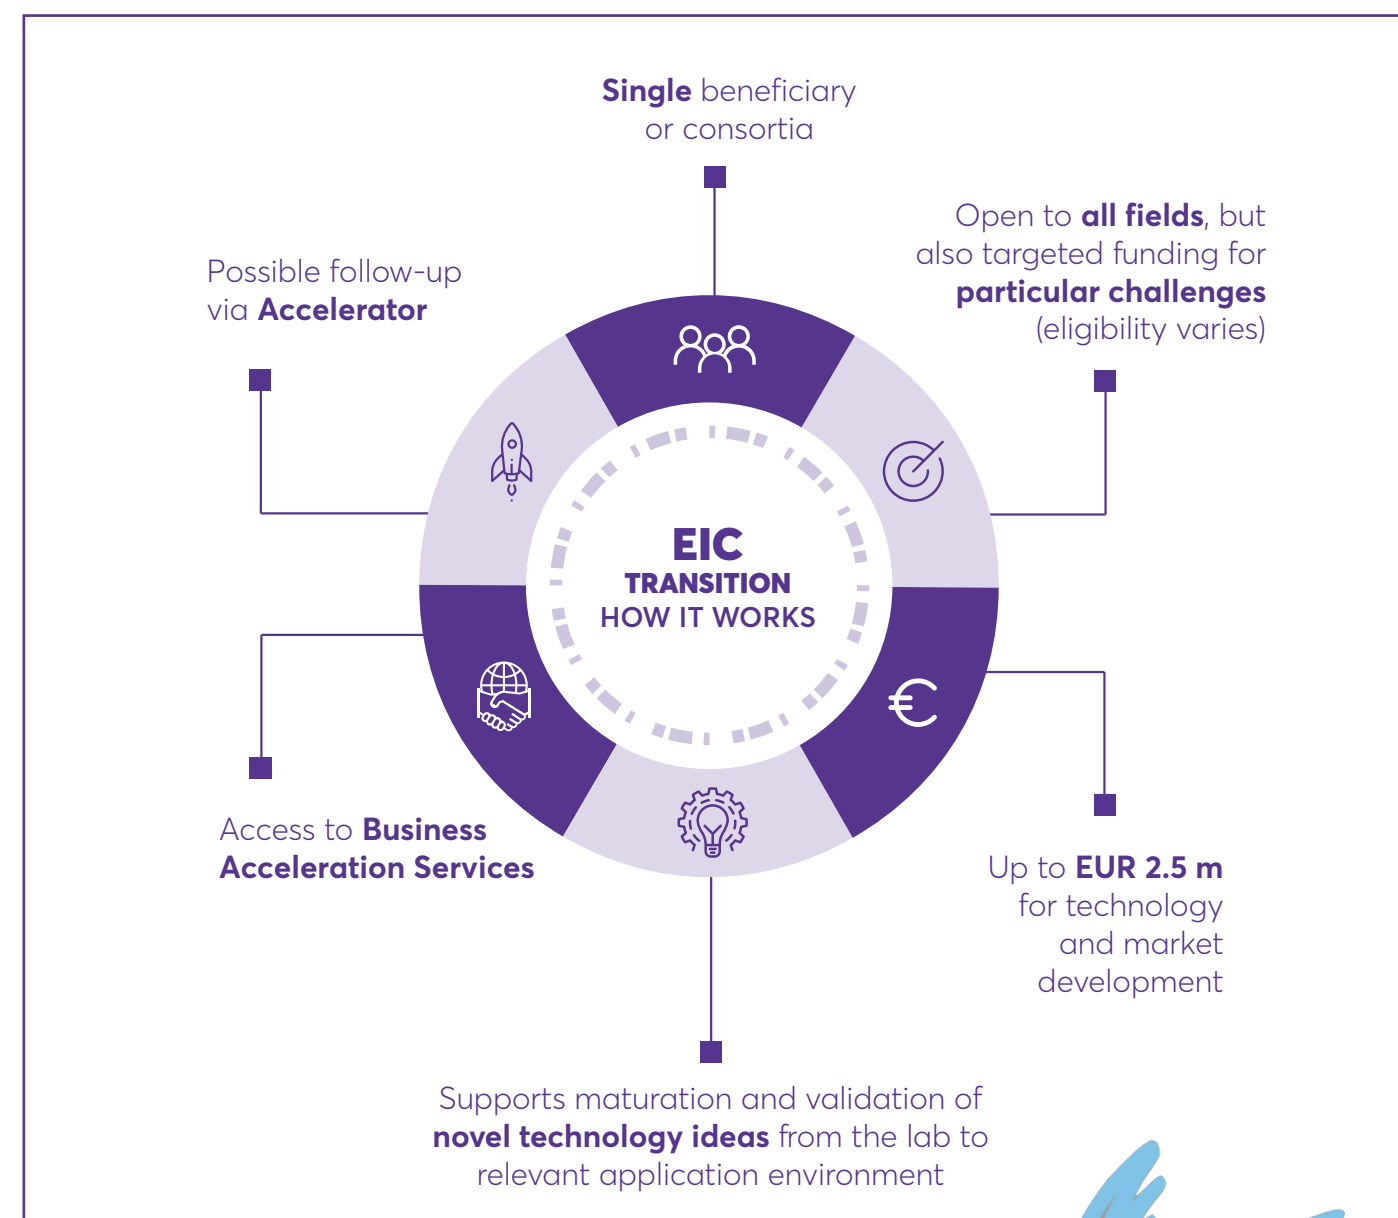 Single beneficiary
or consortia
Open to all fields, but
also targeted funding for
particular challenges
(eligibility varies)
Possible follow-up
via Accelerator
EIC
TRANSITION
HOW IT WORKS
€
Access to Business
Acceleration Services
Up to EUR 2.5 m
for technology
and market
development
Supports maturation and validation of
novel technology ideas from the lab to
relevant application environment